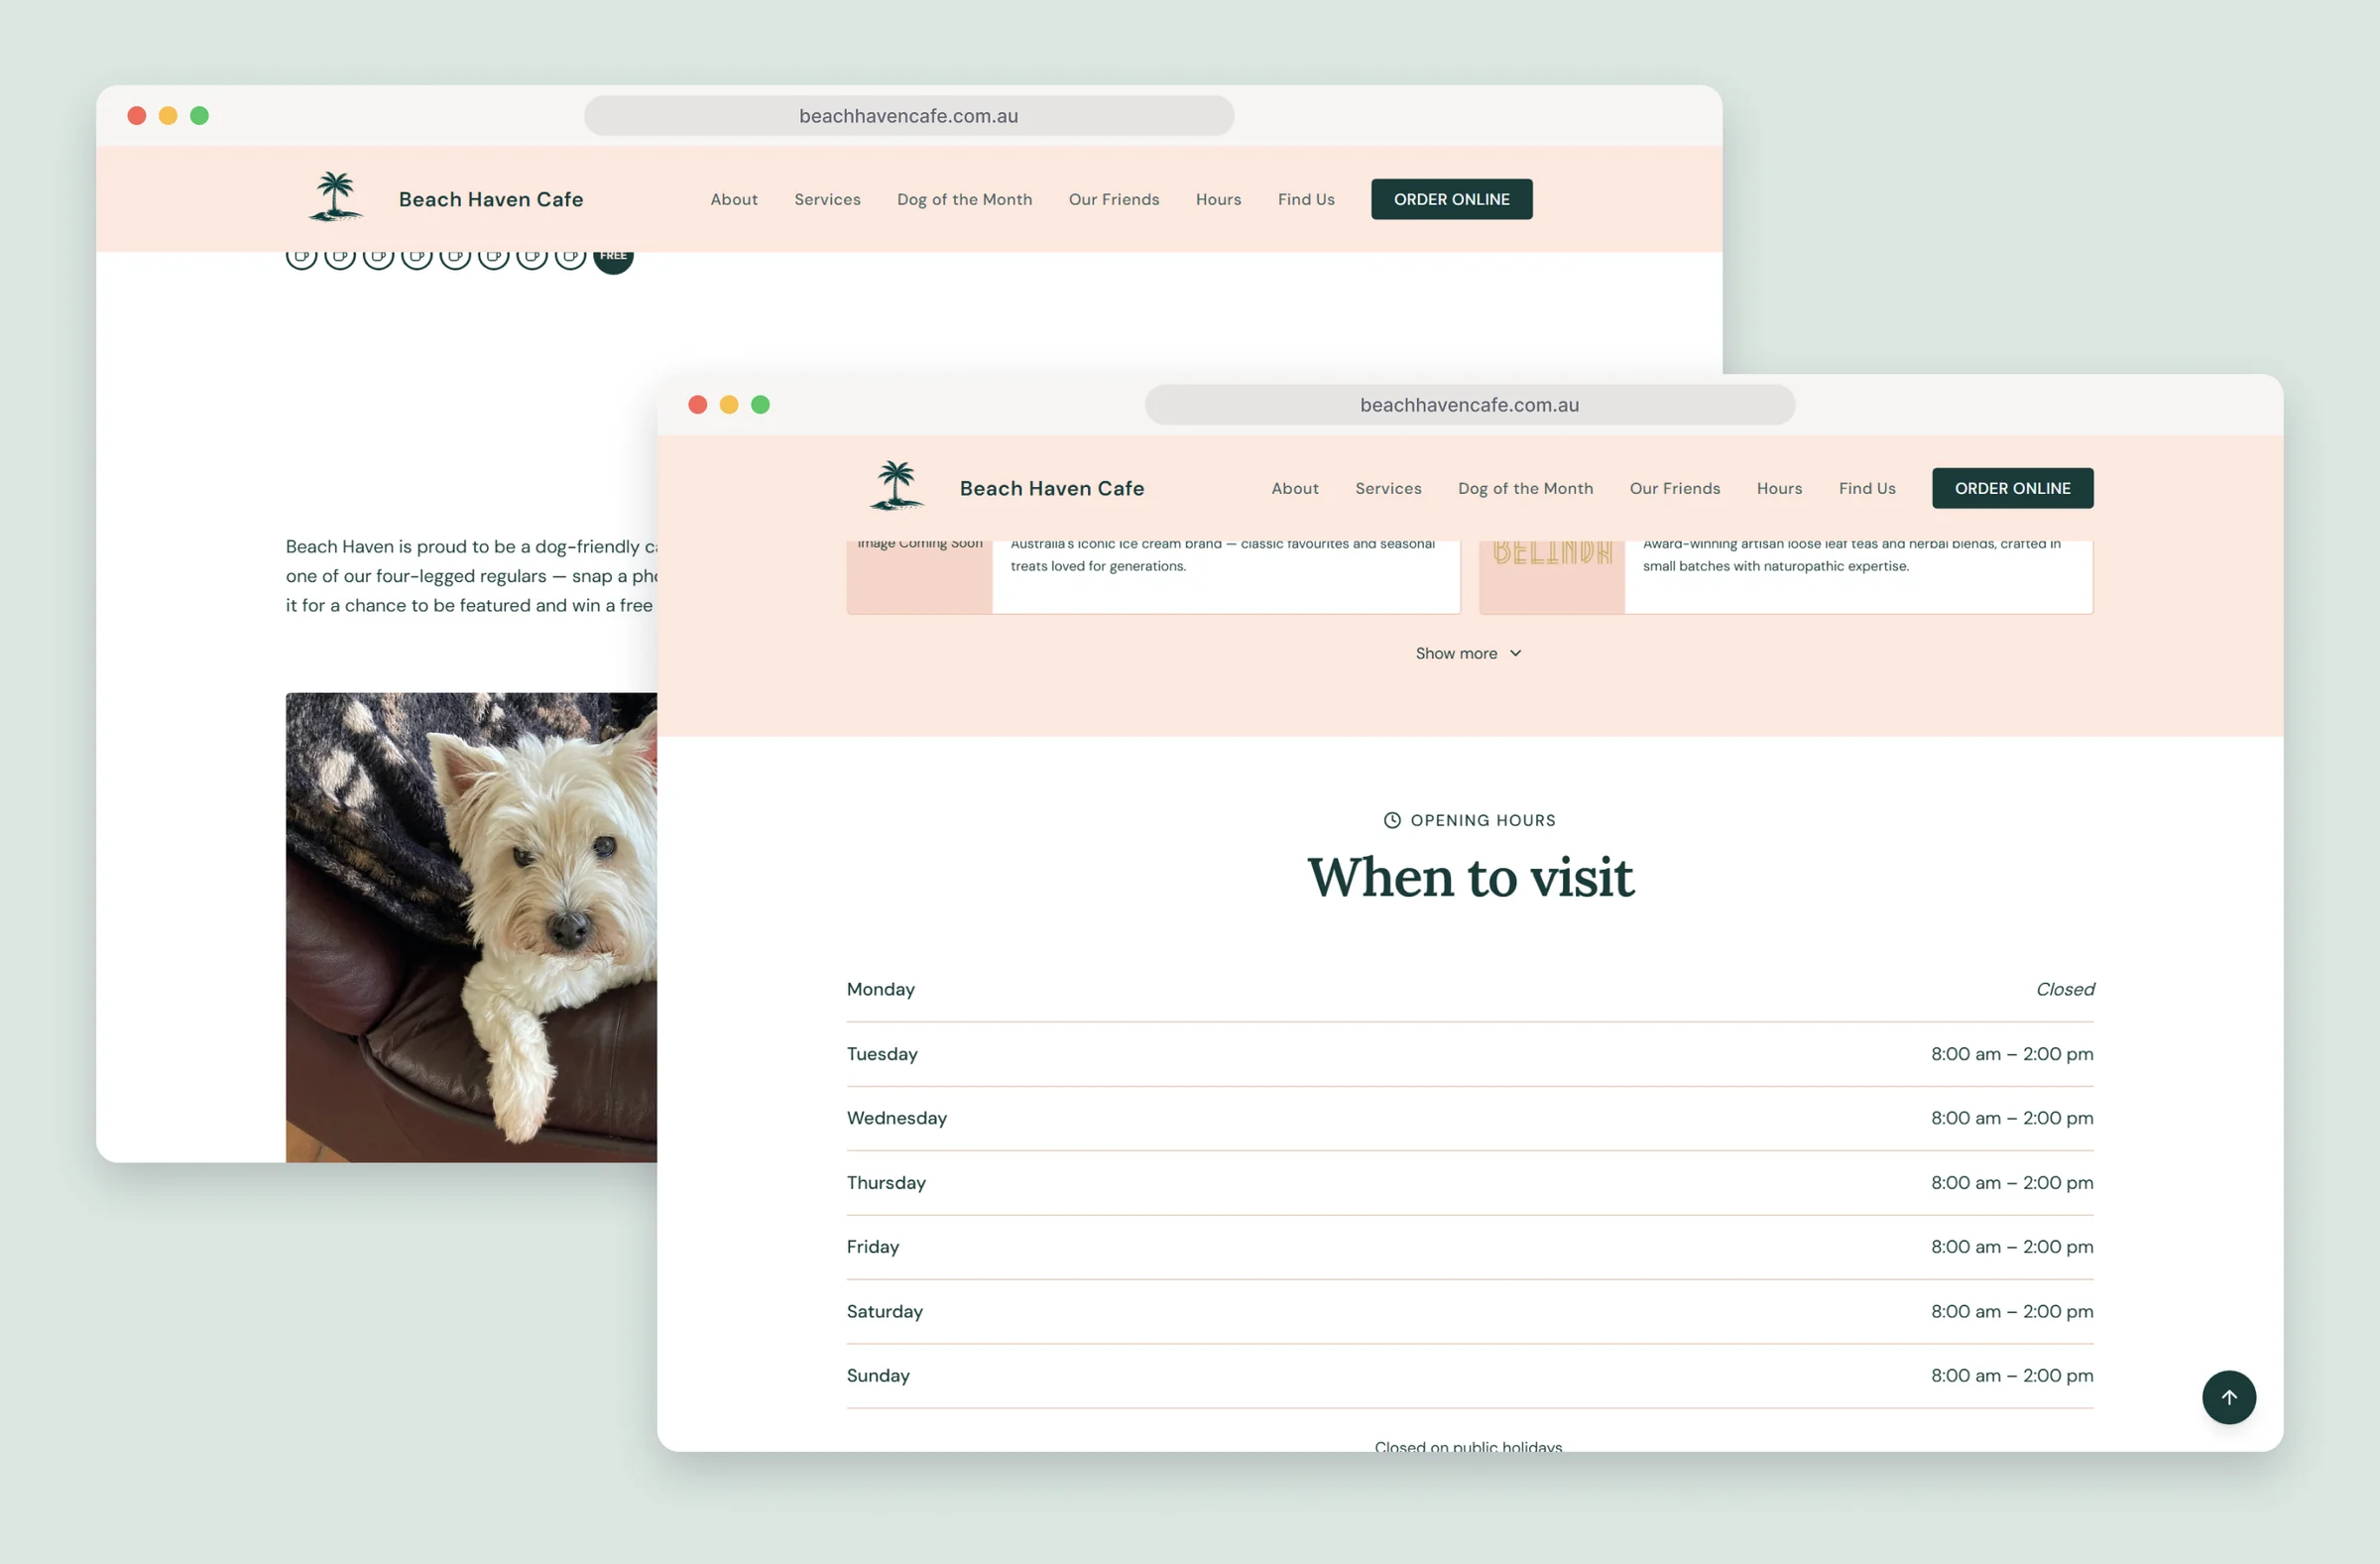 beachhavencafe.com.au
Beach Haven Cafe
About Services Dog of the Month Our Friends Hours Find Us ORDER ONLINE
FREE
Beach Haven is proud to be a dog-friendly
one of our four-legged regulars — snap a
it for a chance to be featured and win a free
beachhavencafe.com.au
Beach Haven Cafe
About Services Dog of the Month Our Friends Hours Find Us ORDER ONLINE
Image Coming Soon
Australia's iconic ice cream brand — classic favourites and seasonal
treats loved for generations.
BELINDA
Award-winning artisan loose leaf teas and herbal blends, crafted in
small batches with naturopathic expertise.
Show more
OPENING HOURS
When to visit
Monday Closed
Tuesday 8:00 am – 2:00 pm
Wednesday 8:00 am – 2:00 pm
Thursday 8:00 am – 2:00 pm
Friday 8:00 am – 2:00 pm
Saturday 8:00 am – 2:00 pm
Sunday 8:00 am – 2:00 pm
Closed on public holidays